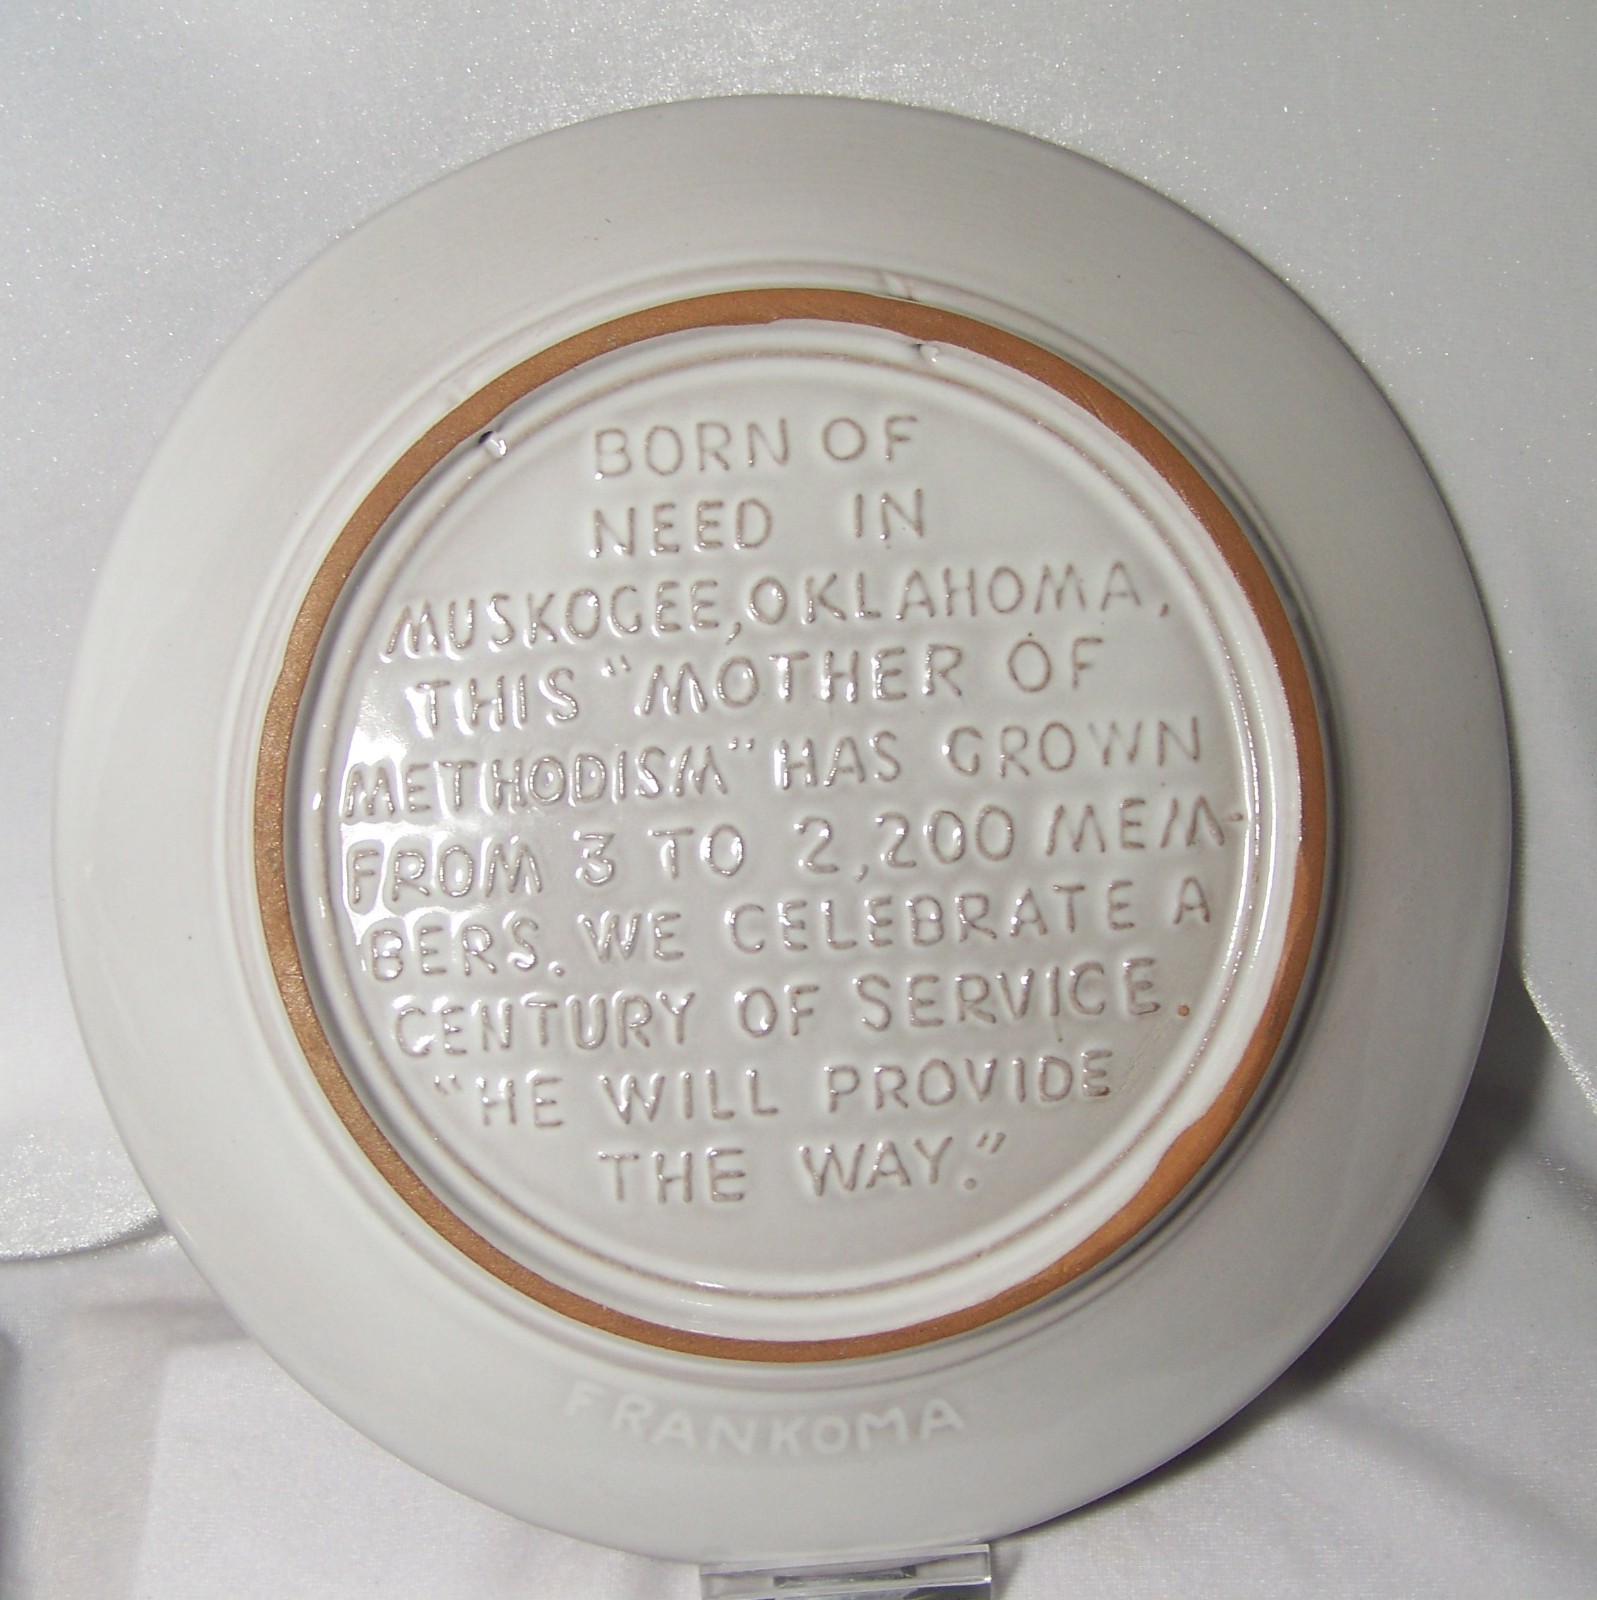 BORN OF
NEED IN
MUSKOGEE, OKLAHOMA,
THIS "MOTHER OF
METHODISM" HAS GROWN
FROM 3 TO 2,200 MEM-
BERS. WE CELEBRATE A
CENTURY OF SERVICE.
"HE WILL PROVIDE
THE WAY."
FRANKOMA